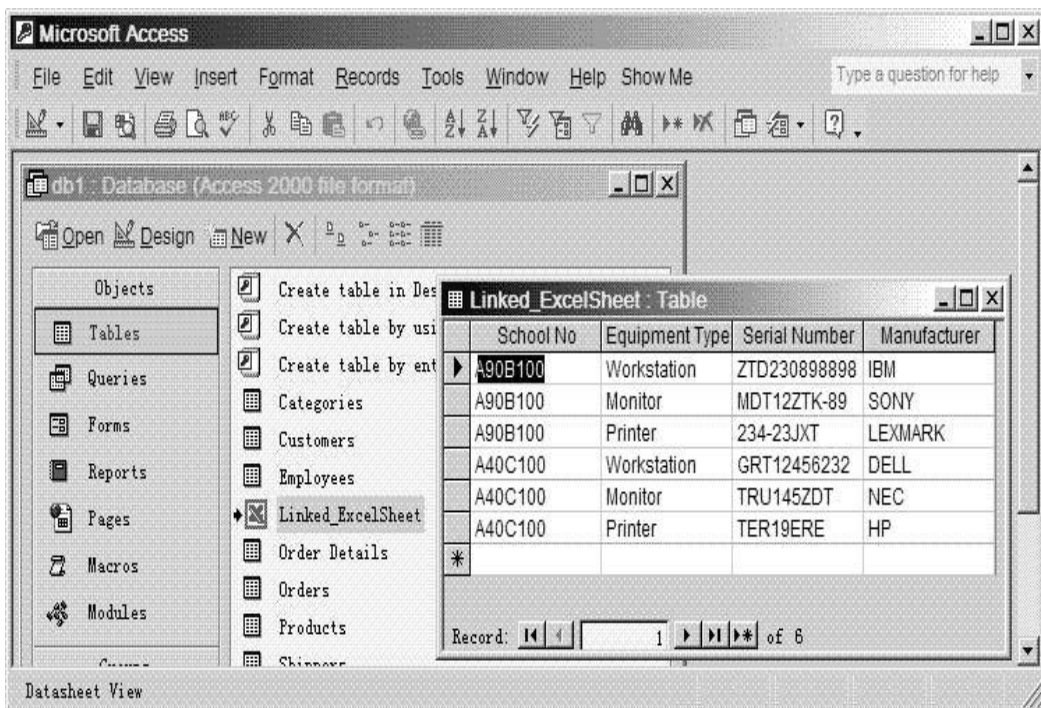 Microsoft Access
File Edit View Insert Format Records Tools Window Help Show Me Type a question for help
db1 : Database (Access 2000 file format)
Open Design New
Objects
Tables
Queries
Forms
Reports
Pages
Macros
Modules
Create table in Des
Create table by usi
Create table by ent
Categories
Customers
Employees
Linked_ExcelSheet
Order Details
Orders
Products
Shippers
Linked_ExcelSheet : Table
School No Equipment Type Serial Number Manufacturer
A90B100 Workstation ZTD230898898 IBM
A90B100 Monitor MDT12ZTK-89 SONY
A90B100 Printer 234-23JXT LEXMARK
A40C100 Workstation GRT12456232 DELL
A40C100 Monitor TRU145ZDT NEC
A40C100 Printer TER19ERE HP
Record: 1 of 6
Datasheet View